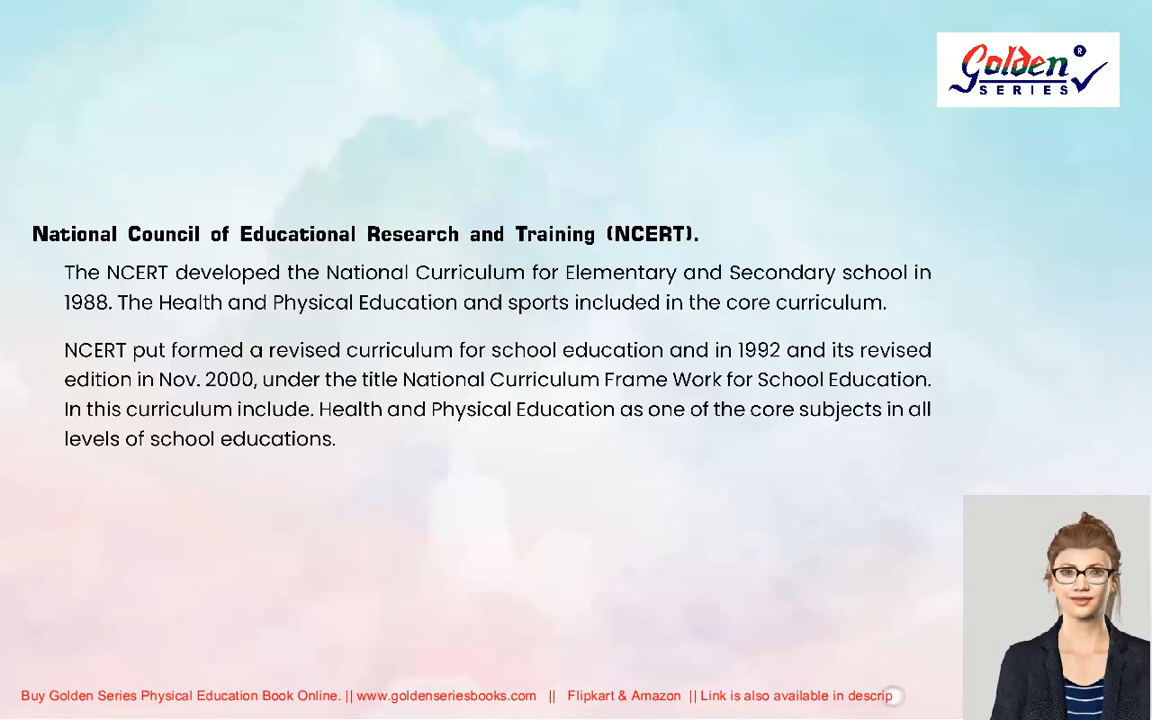 Golden ®
SERIES
National Council of Educational Research and Training (NCERT).
The NCERT developed the National Curriculum for Elementary and Secondary school in
1988. The Health and Physical Education and sports included in the core curriculum.
NCERT put formed a revised curriculum for school education and in 1992 and its revised
edition in Nov. 2000, under the title National Curriculum Frame Work for School Education.
In this curriculum include. Health and Physical Education as one of the core subjects in all
levels of school educations.
Buy Golden Series Physical Education Book Online. || www.goldenseriesbooks.com || Flipkart & Amazon || Link is also available in descrip